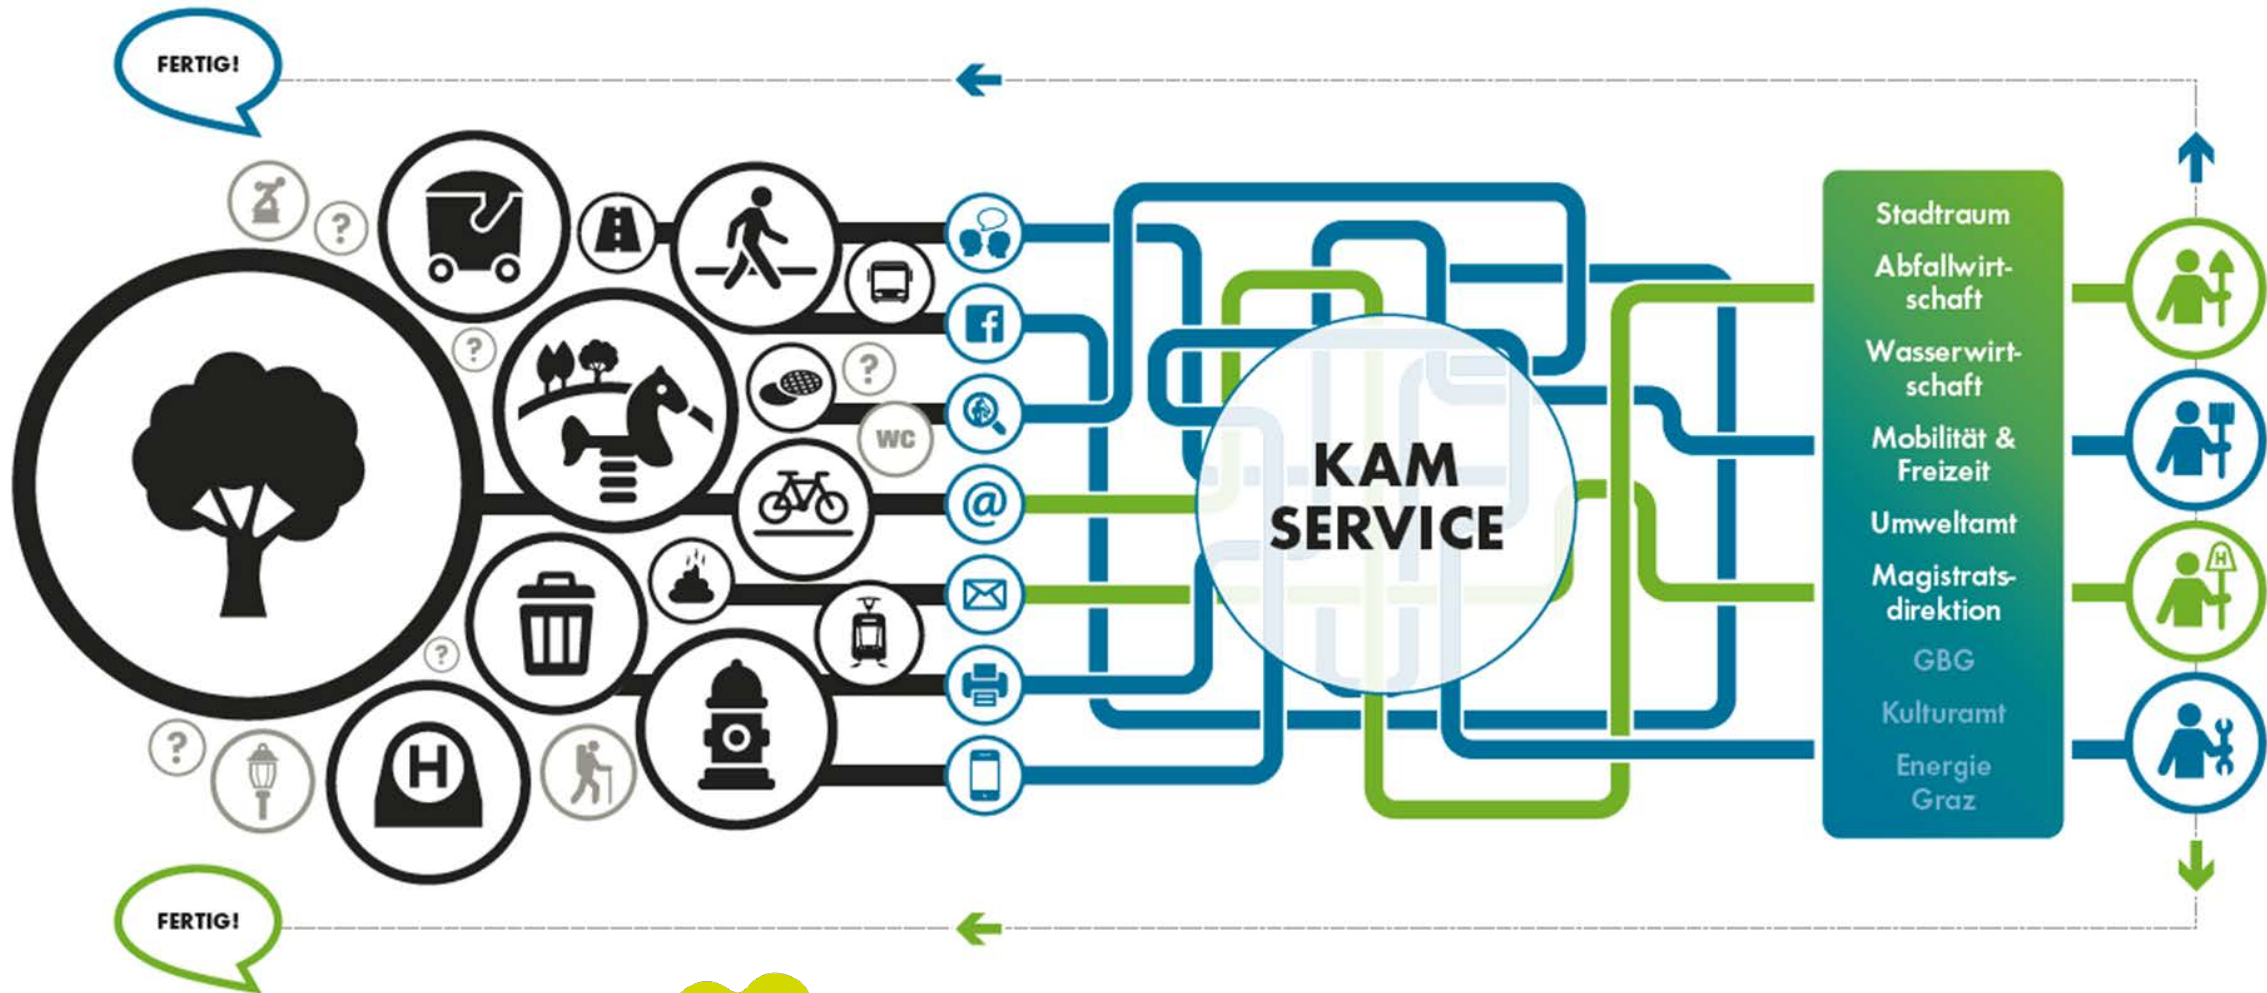 FERTIG!
?
?
?
WC
@
?
?
H
KAM
SERVICE
Stadtraum
Abfallwirt-
schaft
Wasserwirt-
schaft
Mobilität &
Freizeit
Umweltamt
Magistrats-
direktion
GBG
Kulturamt
Energie
Graz
H
FERTIG!